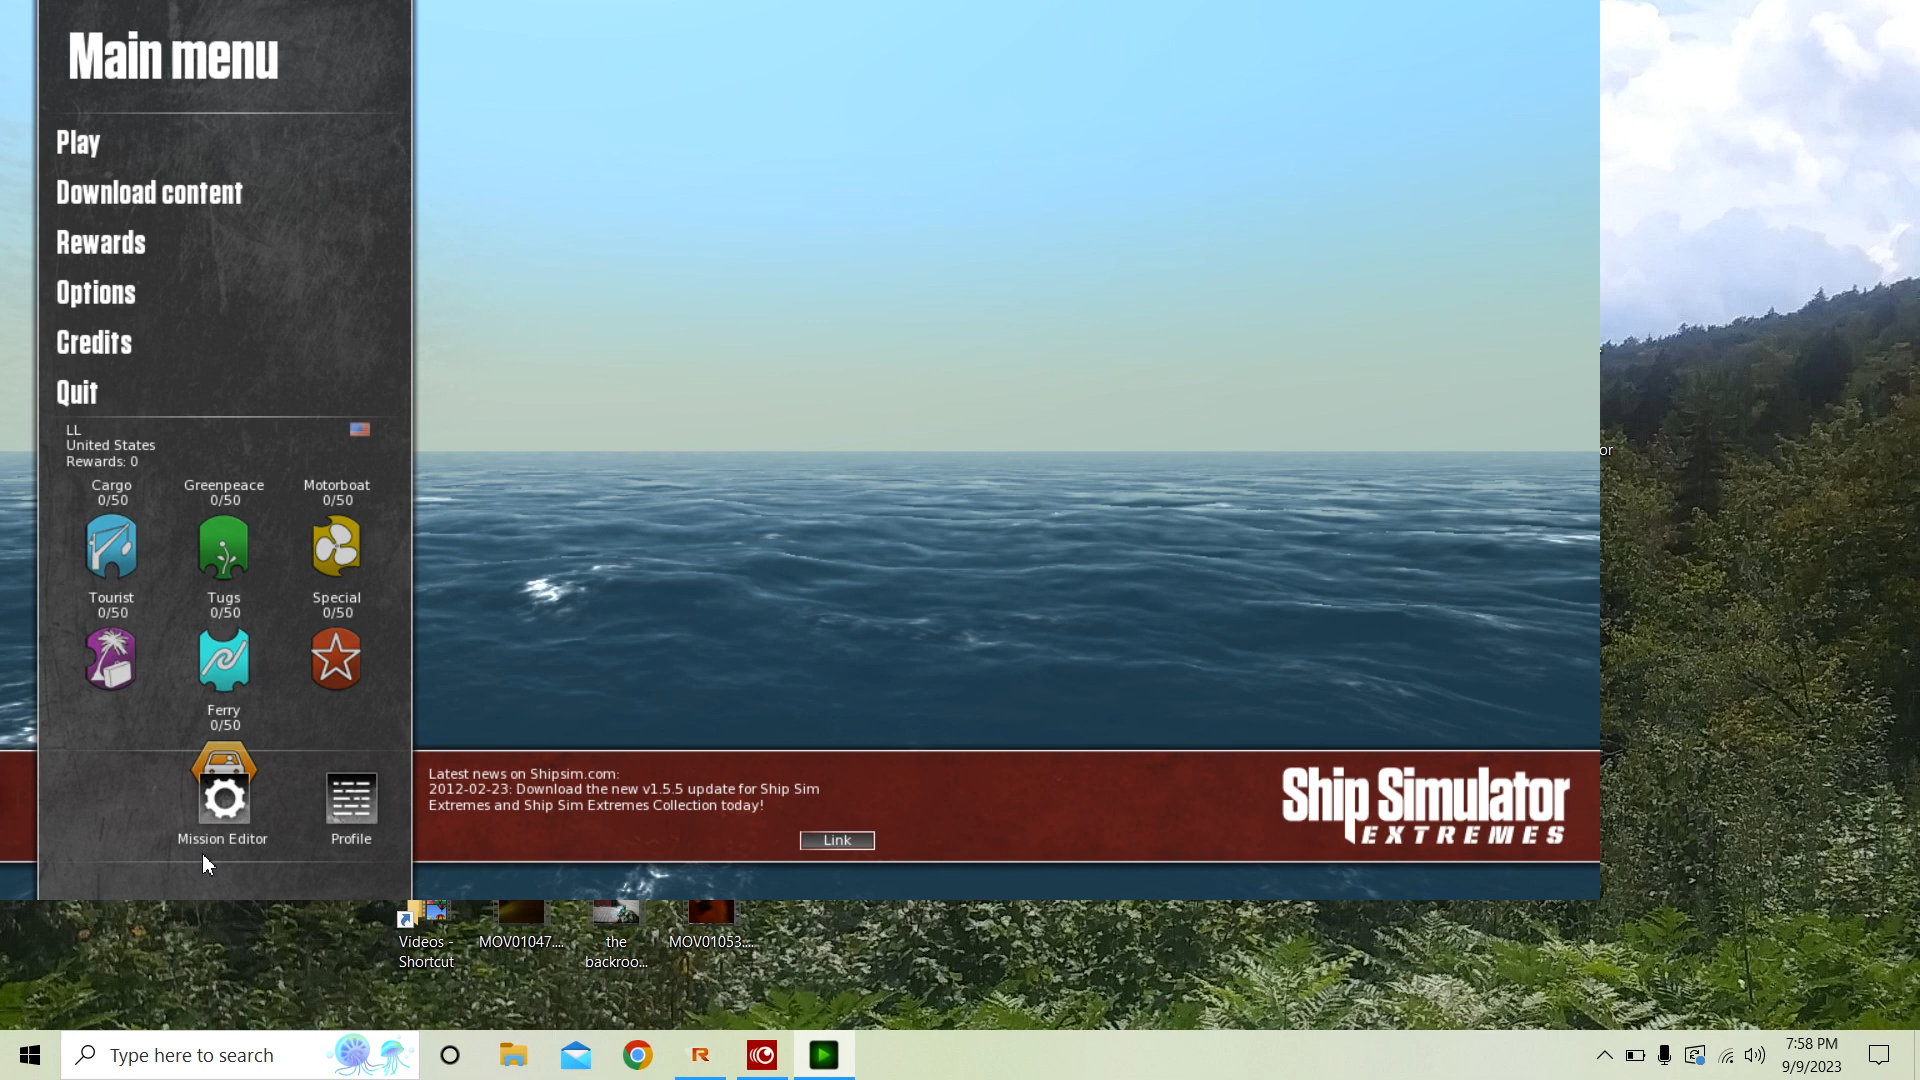 Main menu
Play
Download content
Rewards
Options
Credits
Quit
LL
United States
Rewards: 0
Cargo
0/50
Greenpeace
0/50
Motorboat
0/50
Tourist
0/50
Tugs
0/50
Special
0/50
Ferry
0/50
Mission Editor
Profile
Latest news on Shipsim.com:
2012-02-23: Download the new v1.5.5 update for Ship Sim
Extremes and Ship Sim Extremes Collection today!
Link
Ship Simulator
EXTREMES
or
Videos -
Shortcut
MOV01047....
the
backroo...
MOV01053....
Type here to search
R
7:58 PM
9/9/2023